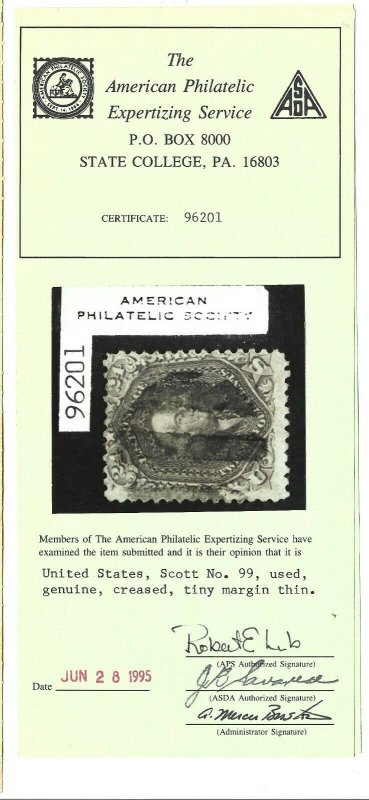 The
American Philatelic
Expertizing Service
P.O. BOX 8000
STATE COLLEGE, PA. 16803
ASDA
CERTIFICATE: 96201
AMERICAN
PHILATELIC SOCIETY
96201
Members of The American Philatelic Expertizing Service have
examined the item submitted and it is their opinion that it is
United States, Scott No. 99, used,
genuine, creased, tiny margin thin.
(APS Authorized Signature)
(ASDA Authorized Signature)
Date JUN 28 1995
(Administrator Signature)